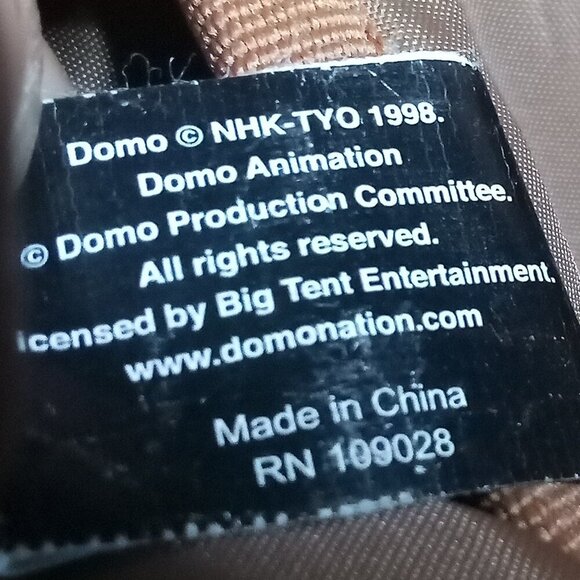 Domo © NHK-TYO 1998.
Domo Animation
© Domo Production Committee.
All rights reserved.
icensed by Big Tent Entertainment.
www.domonation.com
Made in China
RN 109028